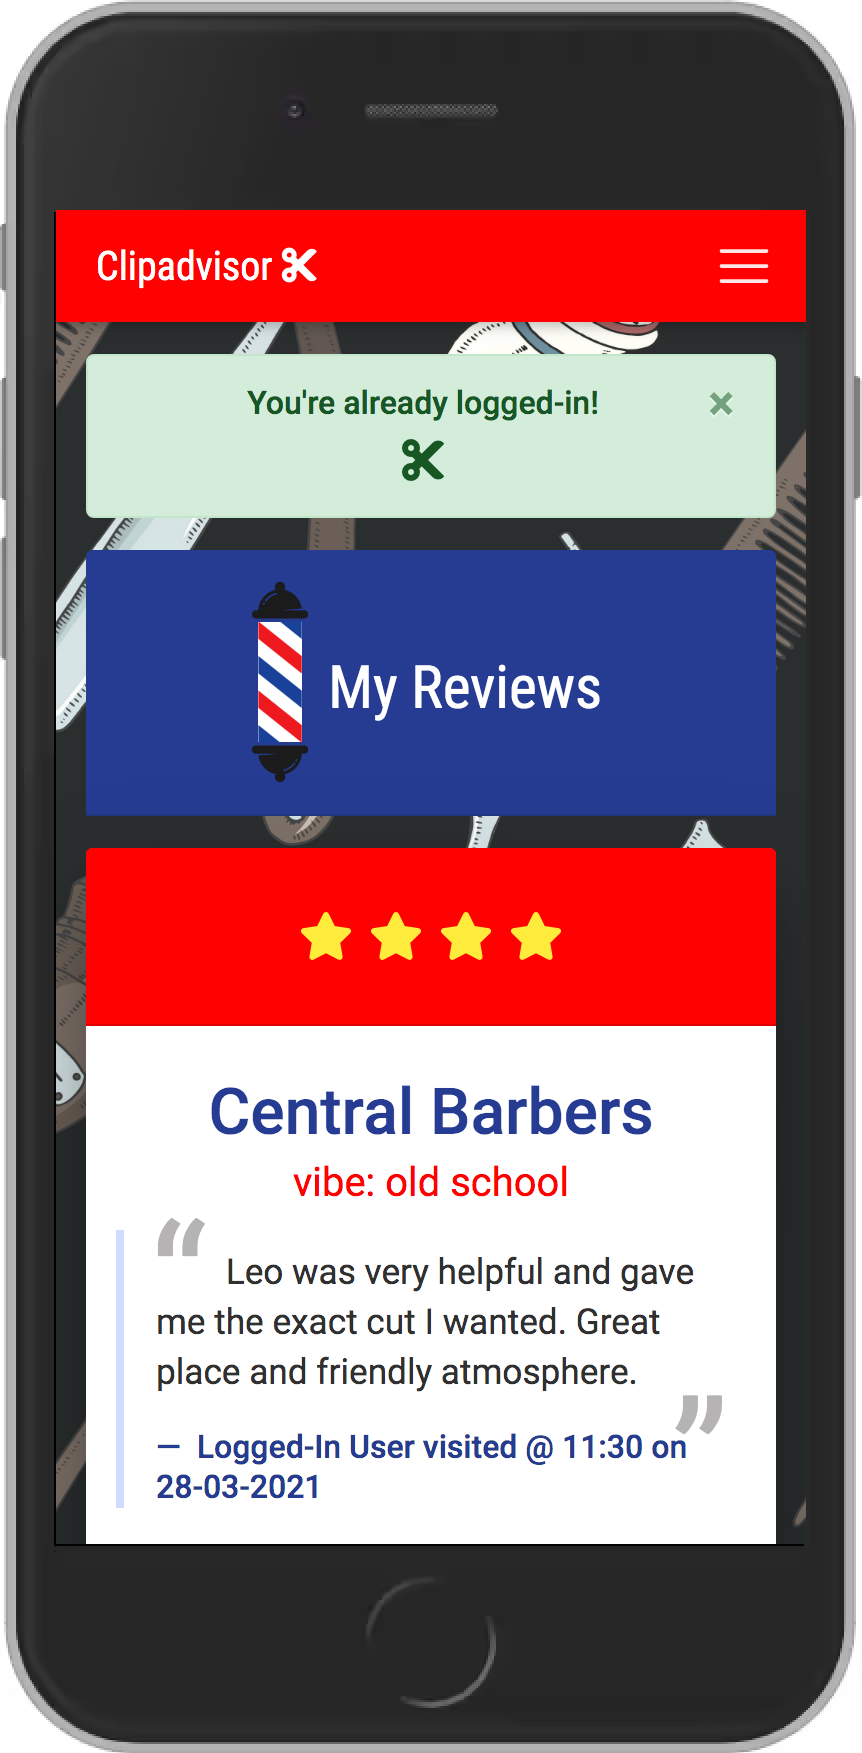 Clipadvisor
You're already logged-in!
×
My Reviews
Central Barbers
vibe: old school
“ Leo was very helpful and gave
me the exact cut I wanted. Great
place and friendly atmosphere. ”
— Logged-In User visited @ 11:30 on
28-03-2021